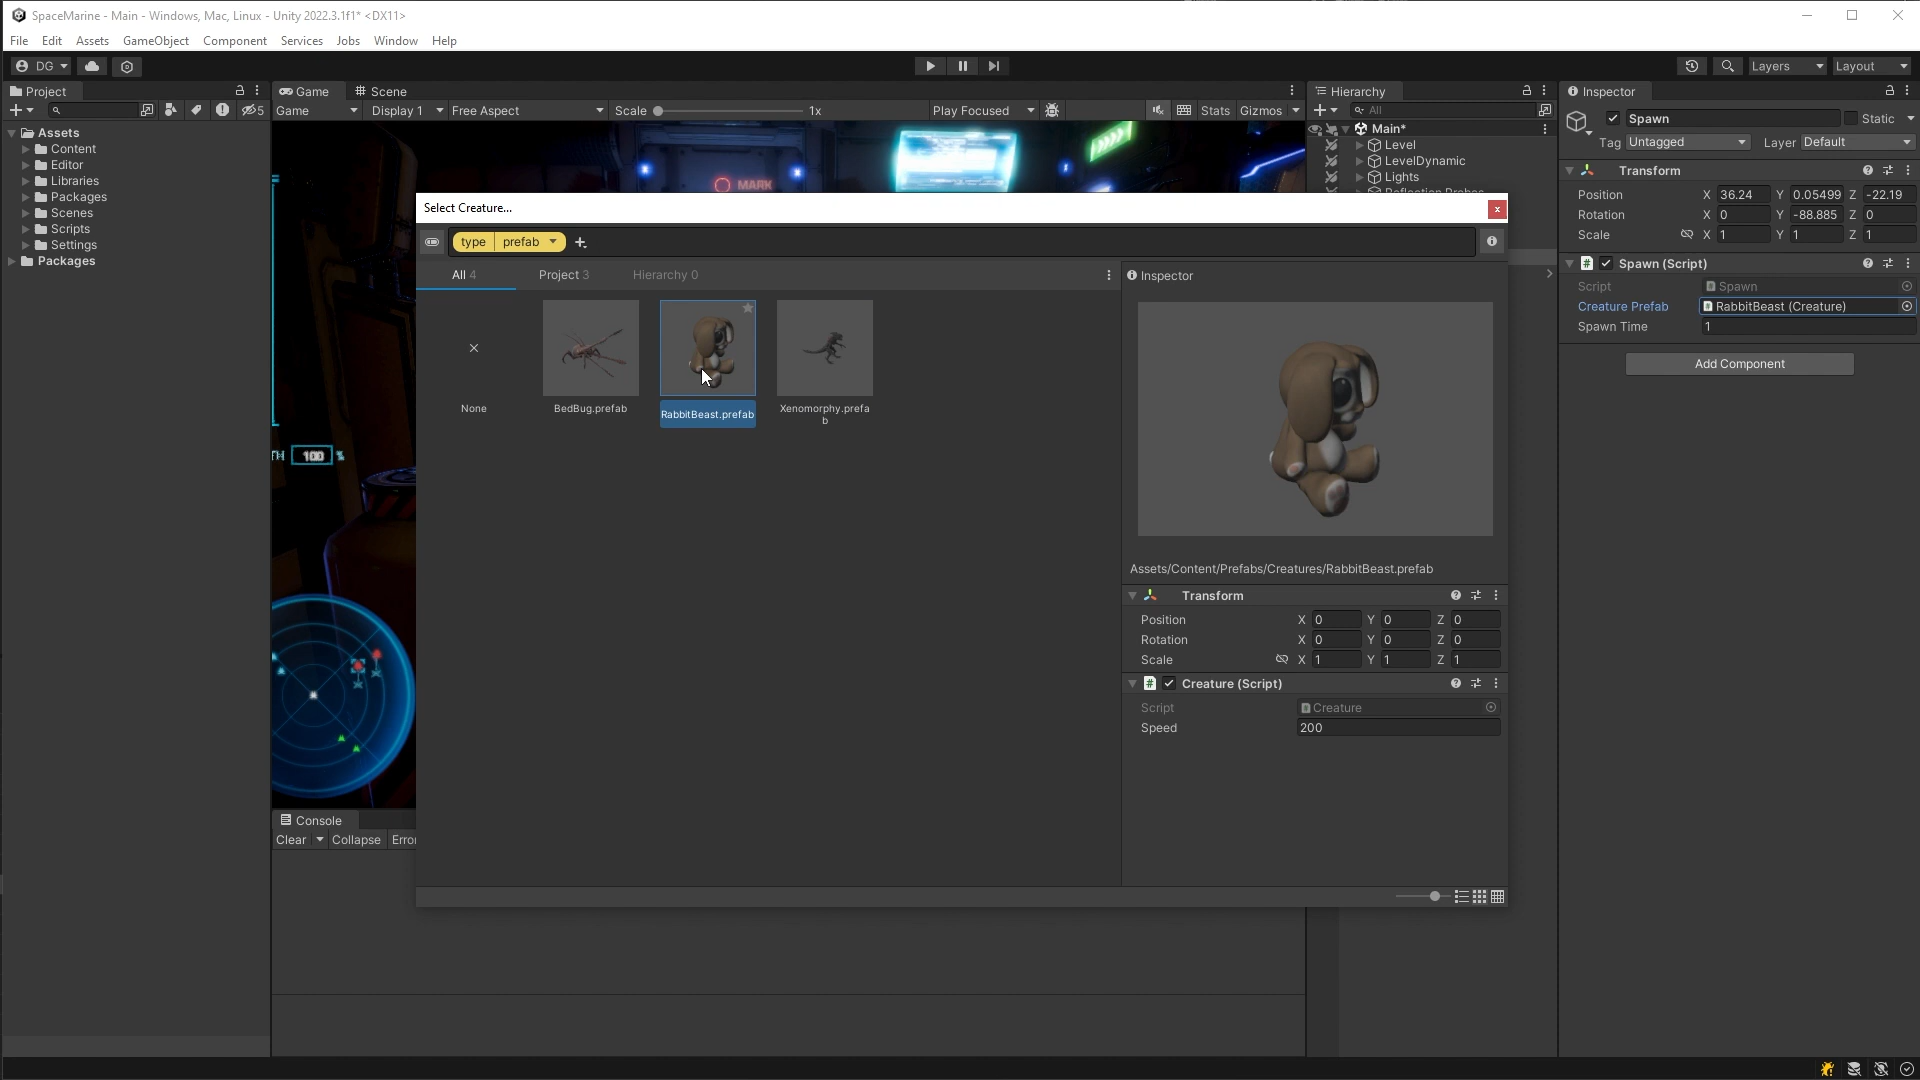 SpaceMarine - Main - Windows, Mac, Linux - Unity 2022.3.1f1* <DX11>
File Edit Assets GameObject Component Services Jobs Window Help
DG
Layers
Layout
Project
5
Assets
Content
Editor
Libraries
Packages
Scenes
Scripts
Settings
Packages
Game
Scene
Game
Display 1
Free Aspect
Scale
1x
Play Focused
Stats
Gizmos
MARK
100 %
Hierarchy
All
Main*
Level
LevelDynamic
Lights
Reflection Probes
Select Creature...
x
type prefab
All 4
Project 3
Hierarchy 0
None
BedBug.prefab
RabbitBeast.prefab
Xenomorphy.prefa
b
Inspector
Assets/Content/Prefabs/Creatures/RabbitBeast.prefab
Transform
Position X 0 Y 0 Z 0
Rotation X 0 Y 0 Z 0
Scale X 1 Y 1 Z 1
# Creature (Script)
Script Creature
Speed 200
Console
Clear Collapse Erro
Inspector
Spawn Static
Tag Untagged Layer Default
Transform
Position X 36.24 Y 0.05499 Z -22.19
Rotation X 0 Y -88.885 Z 0
Scale X 1 Y 1 Z 1
# Spawn (Script)
Script Spawn
Creature Prefab RabbitBeast (Creature)
Spawn Time 1
Add Component